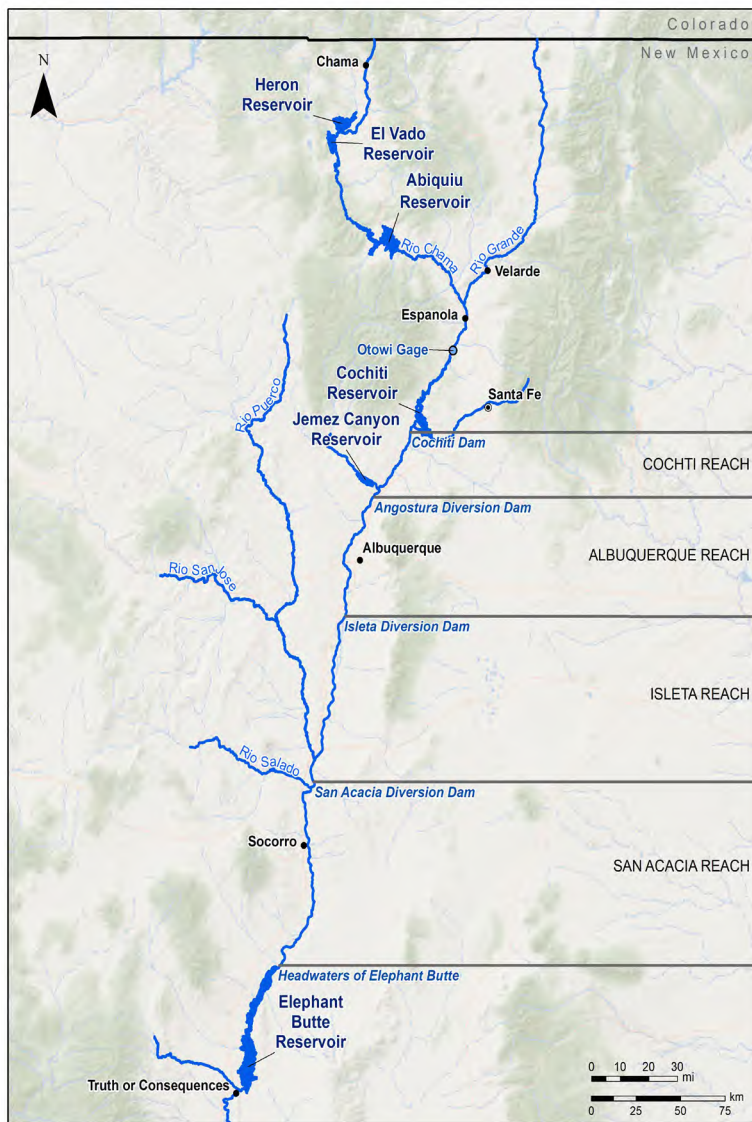 Colorado
New Mexico
N
Chama
Heron
Reservoir
El Vado
Reservoir
Abiquiu
Reservoir
Rio Chama
Rio Grande
Velarde
Espanola
Otowi Gage
Cochiti
Reservoir
Santa Fe
Rio Puerco
Jemez Canyon
Reservoir
Cochiti Dam
COCHTI REACH
Angostura Diversion Dam
Albuquerque
ALBUQUERQUE REACH
Rio San Jose
Isleta Diversion Dam
ISLETA REACH
Rio Salado
San Acacia Diversion Dam
Socorro
SAN ACACIA REACH
Headwaters of Elephant Butte
Elephant
Butte
Reservoir
Truth or Consequences
0 10 20 30
mi
km
0 25 50 75